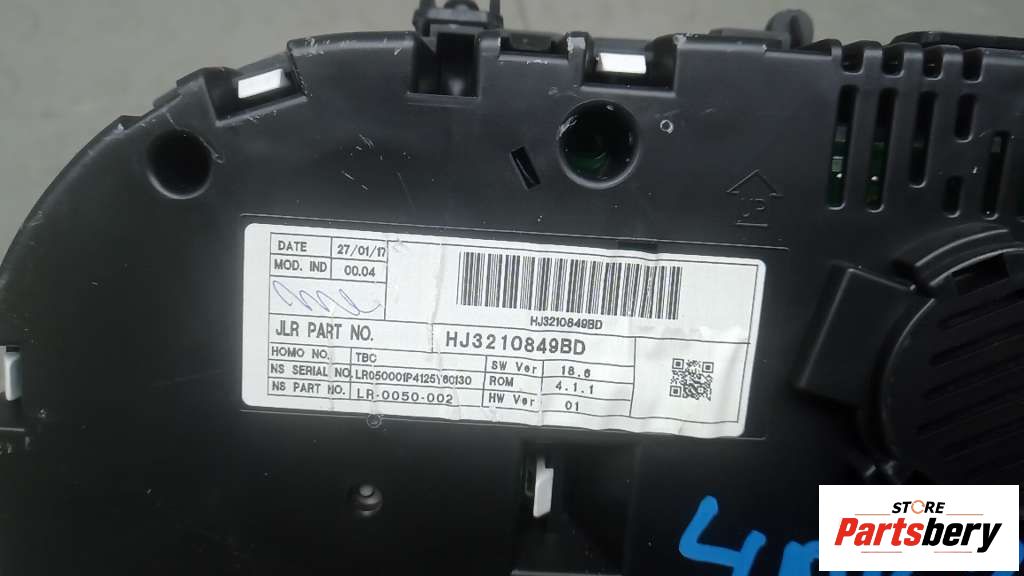 UP
DATE 27/01/17
MOD. IND 00.04
HJ3210849BD
JLR PART NO. HJ3210849BD
HOMO NO. TBC
NS SERIAL NO. LR050001P4125Y60130
NS PART NO. LR-0050-002
SW Ver 18.6
ROM 4.1.1
HW Ver 01
STORE
Partsbery